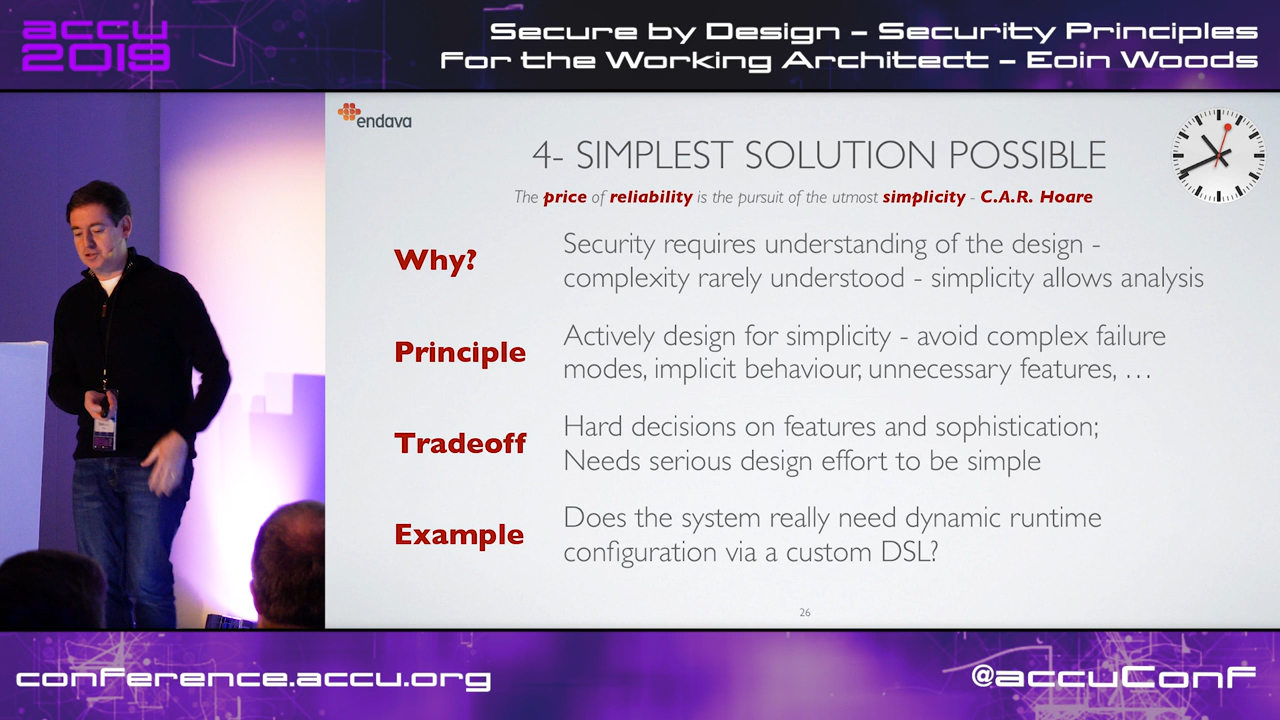 accu
2019
Secure by Design – Security Principles
For the Working Architect – Eoin Woods
endava
4- SIMPLEST SOLUTION POSSIBLE
The price of reliability is the pursuit of the utmost simplicity - C.A.R. Hoare
Why?
Security requires understanding of the design -
complexity rarely understood - simplicity allows analysis
Principle
Actively design for simplicity - avoid complex failure
modes, implicit behaviour, unnecessary features, …
Tradeoff
Hard decisions on features and sophistication;
Needs serious design effort to be simple
Example
Does the system really need dynamic runtime
configuration via a custom DSL?
26
conference.accu.org
@accuConf